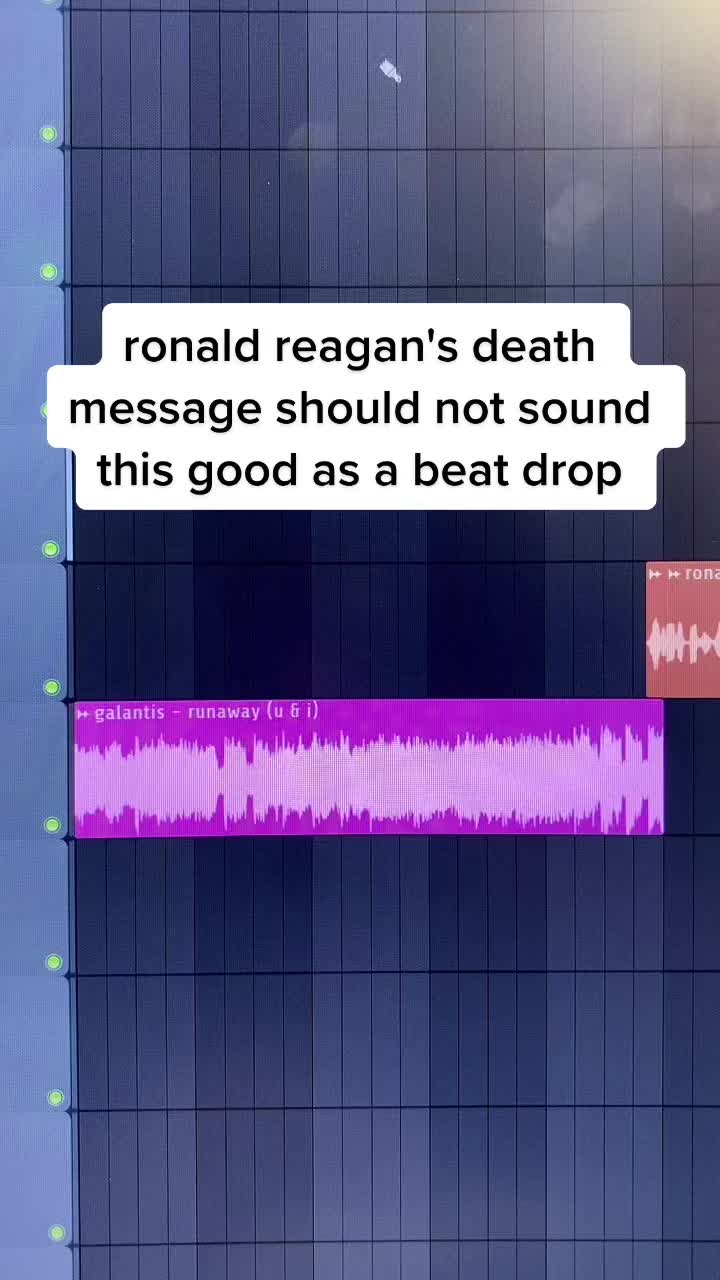 ronald reagan's death
message should not sound
this good as a beat drop
rona
galantis - runaway (u & i)